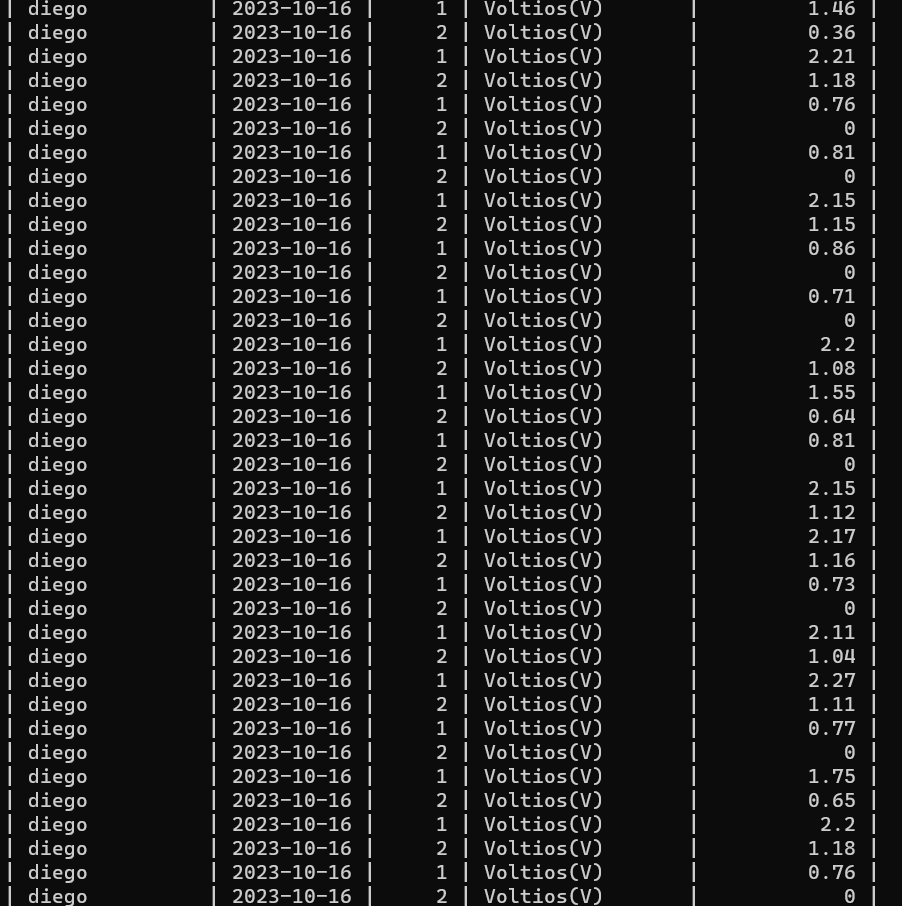 | diego | 2023-10-16 | 1 | Voltios(V) | 1.46 |
| diego | 2023-10-16 | 2 | Voltios(V) | 0.36 |
| diego | 2023-10-16 | 1 | Voltios(V) | 2.21 |
| diego | 2023-10-16 | 2 | Voltios(V) | 1.18 |
| diego | 2023-10-16 | 1 | Voltios(V) | 0.76 |
| diego | 2023-10-16 | 2 | Voltios(V) | 0 |
| diego | 2023-10-16 | 1 | Voltios(V) | 0.81 |
| diego | 2023-10-16 | 2 | Voltios(V) | 0 |
| diego | 2023-10-16 | 1 | Voltios(V) | 2.15 |
| diego | 2023-10-16 | 2 | Voltios(V) | 1.15 |
| diego | 2023-10-16 | 1 | Voltios(V) | 0.86 |
| diego | 2023-10-16 | 2 | Voltios(V) | 0 |
| diego | 2023-10-16 | 1 | Voltios(V) | 0.71 |
| diego | 2023-10-16 | 2 | Voltios(V) | 0 |
| diego | 2023-10-16 | 1 | Voltios(V) | 2.2 |
| diego | 2023-10-16 | 2 | Voltios(V) | 1.08 |
| diego | 2023-10-16 | 1 | Voltios(V) | 1.55 |
| diego | 2023-10-16 | 2 | Voltios(V) | 0.64 |
| diego | 2023-10-16 | 1 | Voltios(V) | 0.81 |
| diego | 2023-10-16 | 2 | Voltios(V) | 0 |
| diego | 2023-10-16 | 1 | Voltios(V) | 2.15 |
| diego | 2023-10-16 | 2 | Voltios(V) | 1.12 |
| diego | 2023-10-16 | 1 | Voltios(V) | 2.17 |
| diego | 2023-10-16 | 2 | Voltios(V) | 1.16 |
| diego | 2023-10-16 | 1 | Voltios(V) | 0.73 |
| diego | 2023-10-16 | 2 | Voltios(V) | 0 |
| diego | 2023-10-16 | 1 | Voltios(V) | 2.11 |
| diego | 2023-10-16 | 2 | Voltios(V) | 1.04 |
| diego | 2023-10-16 | 1 | Voltios(V) | 2.27 |
| diego | 2023-10-16 | 2 | Voltios(V) | 1.11 |
| diego | 2023-10-16 | 1 | Voltios(V) | 0.77 |
| diego | 2023-10-16 | 2 | Voltios(V) | 0 |
| diego | 2023-10-16 | 1 | Voltios(V) | 1.75 |
| diego | 2023-10-16 | 2 | Voltios(V) | 0.65 |
| diego | 2023-10-16 | 1 | Voltios(V) | 2.2 |
| diego | 2023-10-16 | 2 | Voltios(V) | 1.18 |
| diego | 2023-10-16 | 1 | Voltios(V) | 0.76 |
| diego | 2023-10-16 | 2 | Voltios(V) | 0 |